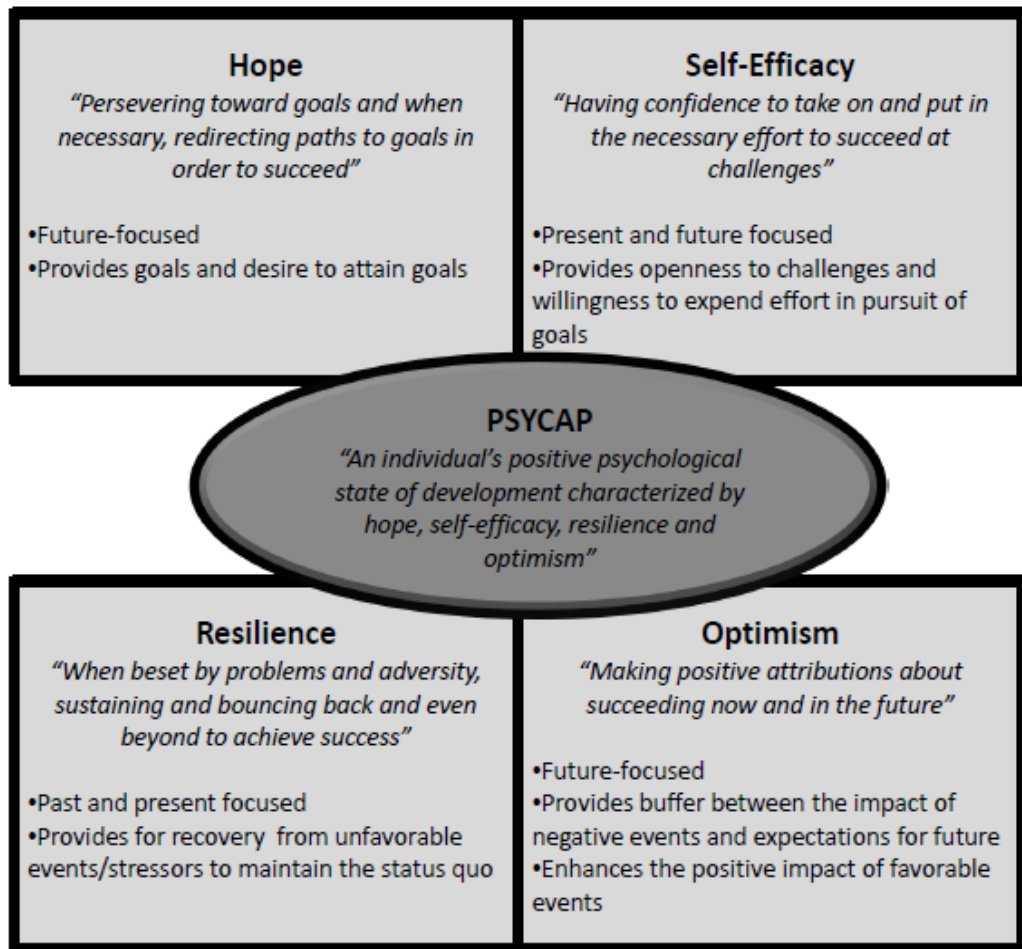 Hope
“Persevering toward goals and when
necessary, redirecting paths to goals in
order to succeed”
•Future-focused
•Provides goals and desire to attain goals
Self-Efficacy
“Having confidence to take on and put in
the necessary effort to succeed at
challenges”
•Present and future focused
•Provides openness to challenges and
willingness to expend effort in pursuit of
goals
PSYCAP
“An individual’s positive psychological
state of development characterized by
hope, self-efficacy, resilience and
optimism”
Resilience
“When beset by problems and adversity,
sustaining and bouncing back and even
beyond to achieve success”
•Past and present focused
•Provides for recovery from unfavorable
events/stressors to maintain the status quo
Optimism
“Making positive attributions about
succeeding now and in the future”
•Future-focused
•Provides buffer between the impact of
negative events and expectations for future
•Enhances the positive impact of favorable
events